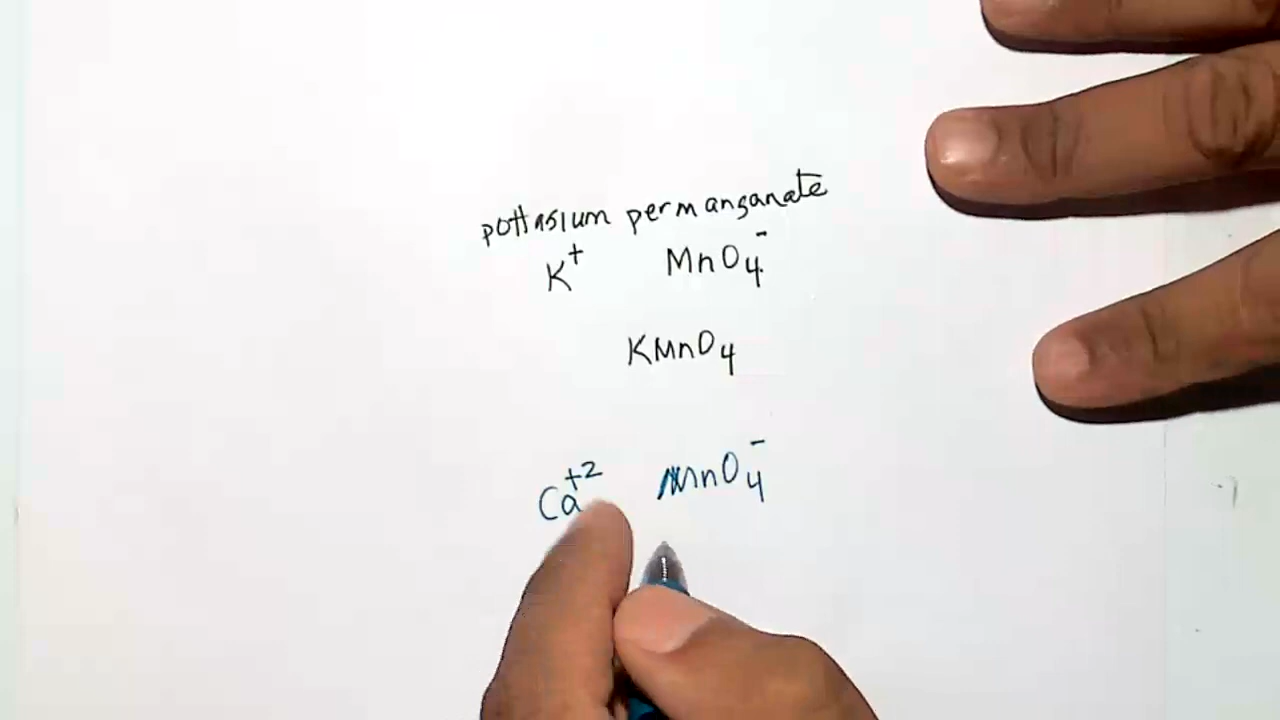 pottasium permanganate
K⁺ MnO₄⁻
KMnO₄
Ca⁺² MnO₄⁻